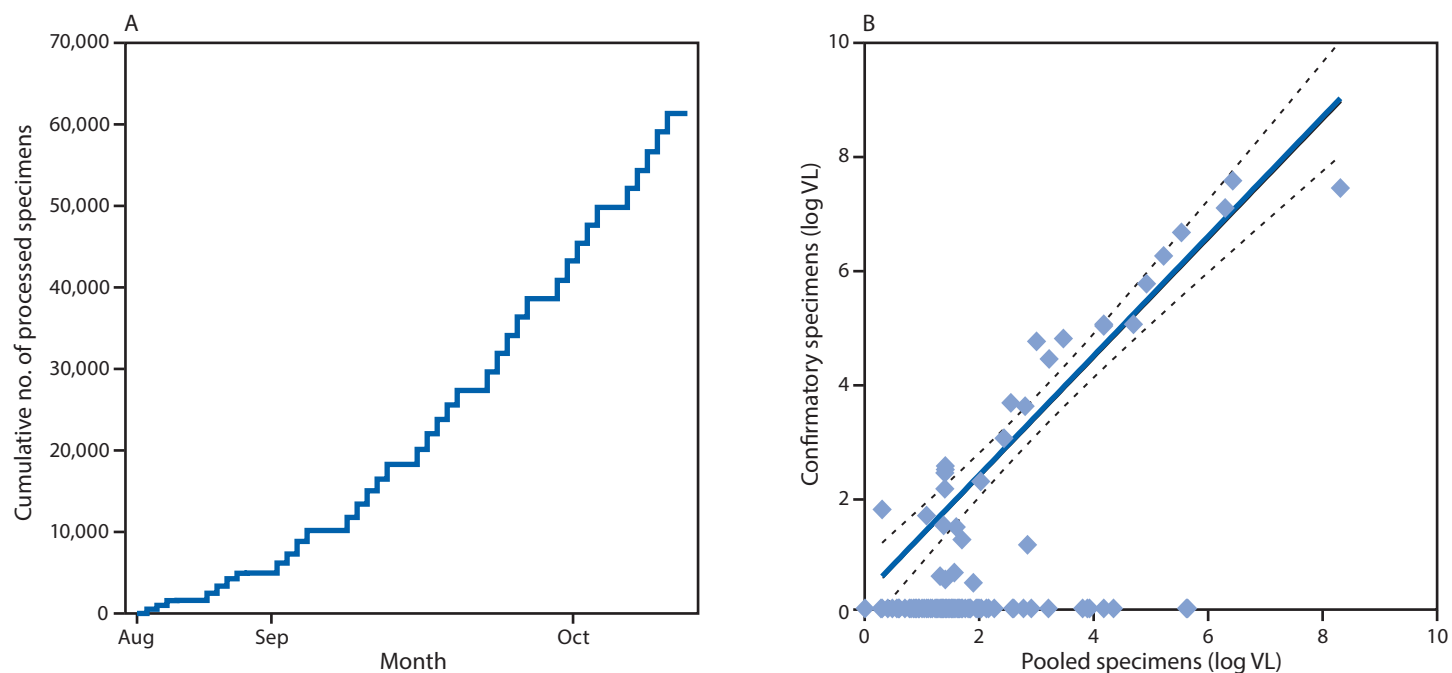 A
70,000
60,000
50,000
40,000
30,000
20,000
10,000
0
Cumulative no. of processed specimens
Aug
Sep
Oct
Month
B
10
8
6
4
2
0
Confirmatory specimens (log VL)
0
2
4
6
8
10
Pooled specimens (log VL)